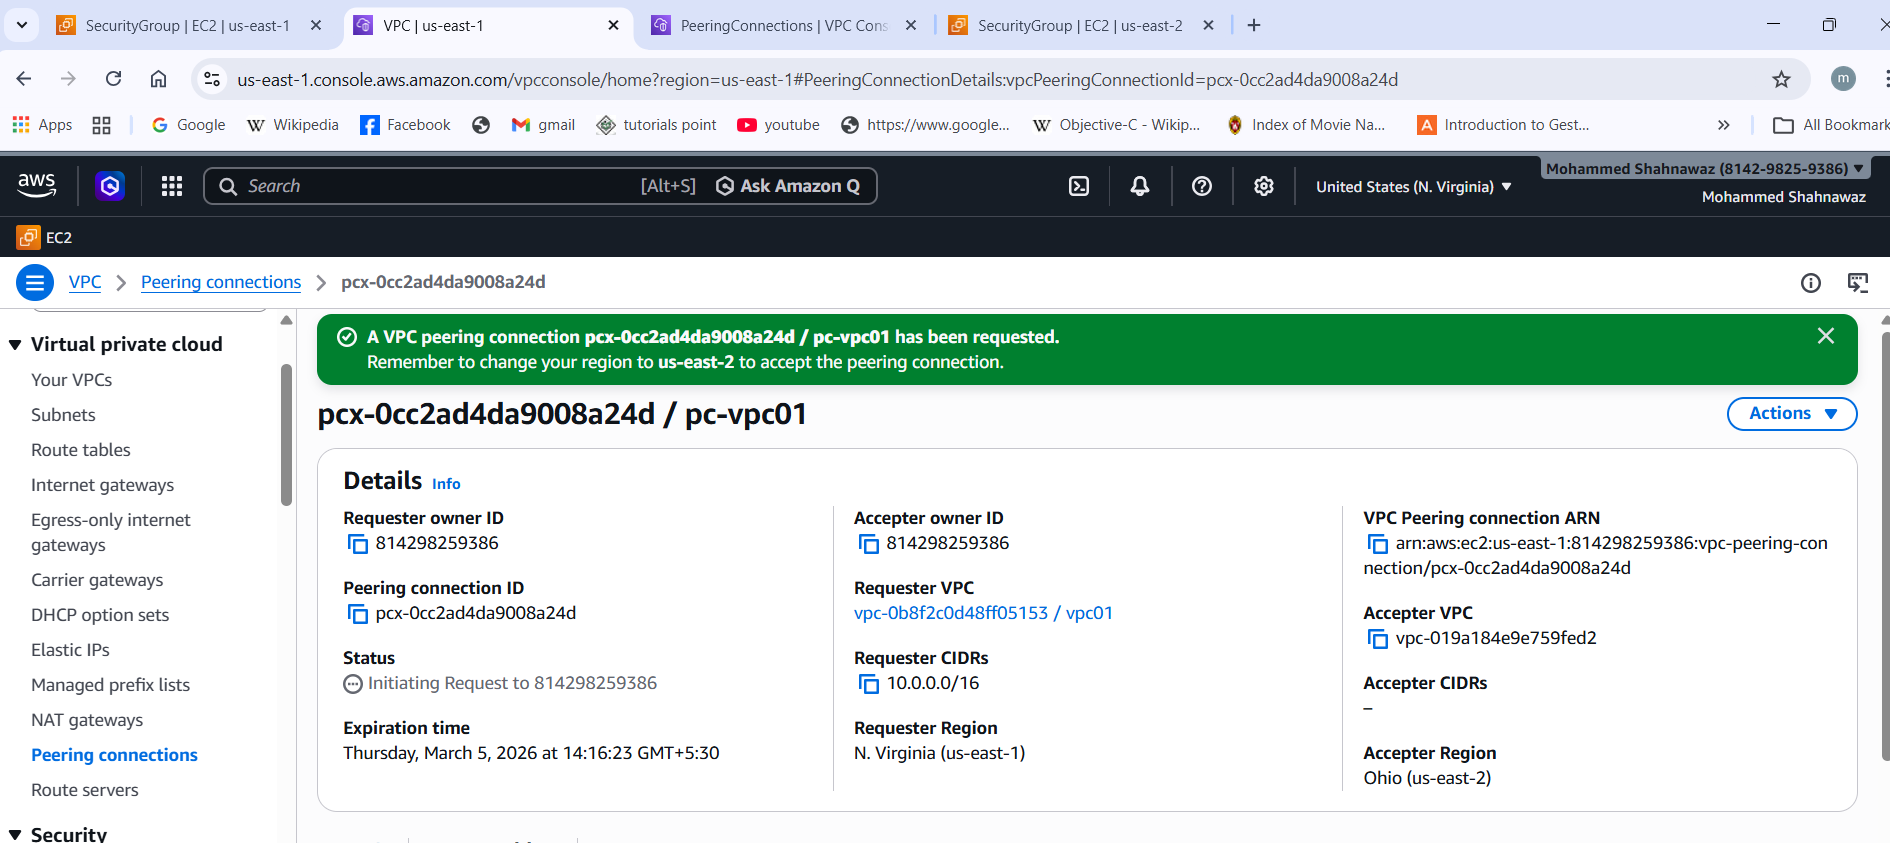 SecurityGroup | EC2 | us-east-1
VPC | us-east-1
PeeringConnections | VPC Cons
SecurityGroup | EC2 | us-east-2
us-east-1.console.aws.amazon.com/vpcconsole/home?region=us-east-1#PeeringConnectionDetails:vpcPeeringConnectionId=pcx-0cc2ad4da9008a24d
m
Apps
Google
Wikipedia
Facebook
gmail
tutorials point
youtube
https://www.google...
Objective-C - Wikip...
Index of Movie Na...
Introduction to Gest...
All Bookmark
aws
Search
[Alt+S]
Ask Amazon Q
United States (N. Virginia)
Mohammed Shahnawaz (8142-9825-9386)
Mohammed Shahnawaz
EC2
VPC
Peering connections
pcx-0cc2ad4da9008a24d
Virtual private cloud
Your VPCs
Subnets
Route tables
Internet gateways
Egress-only internet
gateways
Carrier gateways
DHCP option sets
Elastic IPs
Managed prefix lists
NAT gateways
Peering connections
Route servers
Security
A VPC peering connection pcx-0cc2ad4da9008a24d / pc-vpc01 has been requested.
Remember to change your region to us-east-2 to accept the peering connection.
pcx-0cc2ad4da9008a24d / pc-vpc01
Actions
Details Info
Requester owner ID
814298259386
Peering connection ID
pcx-0cc2ad4da9008a24d
Status
Initiating Request to 814298259386
Expiration time
Thursday, March 5, 2026 at 14:16:23 GMT+5:30
Accepter owner ID
814298259386
Requester VPC
vpc-0b8f2c0d48ff05153 / vpc01
Requester CIDRs
10.0.0.0/16
Requester Region
N. Virginia (us-east-1)
VPC Peering connection ARN
arn:aws:ec2:us-east-1:814298259386:vpc-peering-con
nection/pcx-0cc2ad4da9008a24d
Accepter VPC
vpc-019a184e9e759fed2
Accepter CIDRs
–
Accepter Region
Ohio (us-east-2)